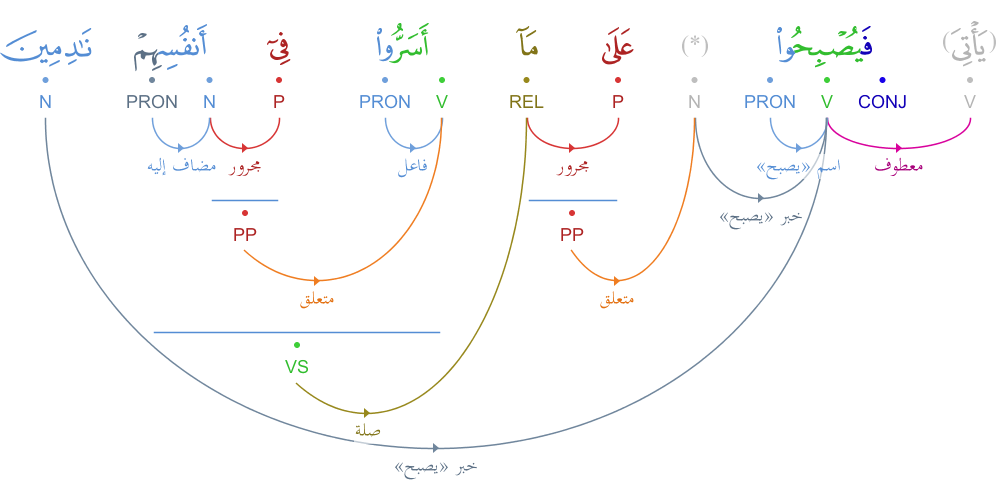 (يَأْتِىَ) فَيُصْبِحُوا۟ (*) عَلَىٰ مَآ أَسَرُّوا۟ فِىٓ أَنفُسِهِمْ نَـٰدِمِينَ
V CONJ V PRON N P REL V PRON P N PRON N
معطوف اسم «يصبح» مجرور فاعل مجرور مضاف إليه
خبر «يصبح»
PP PP
متعلق متعلق
VS
صلة
خبر «يصبح»